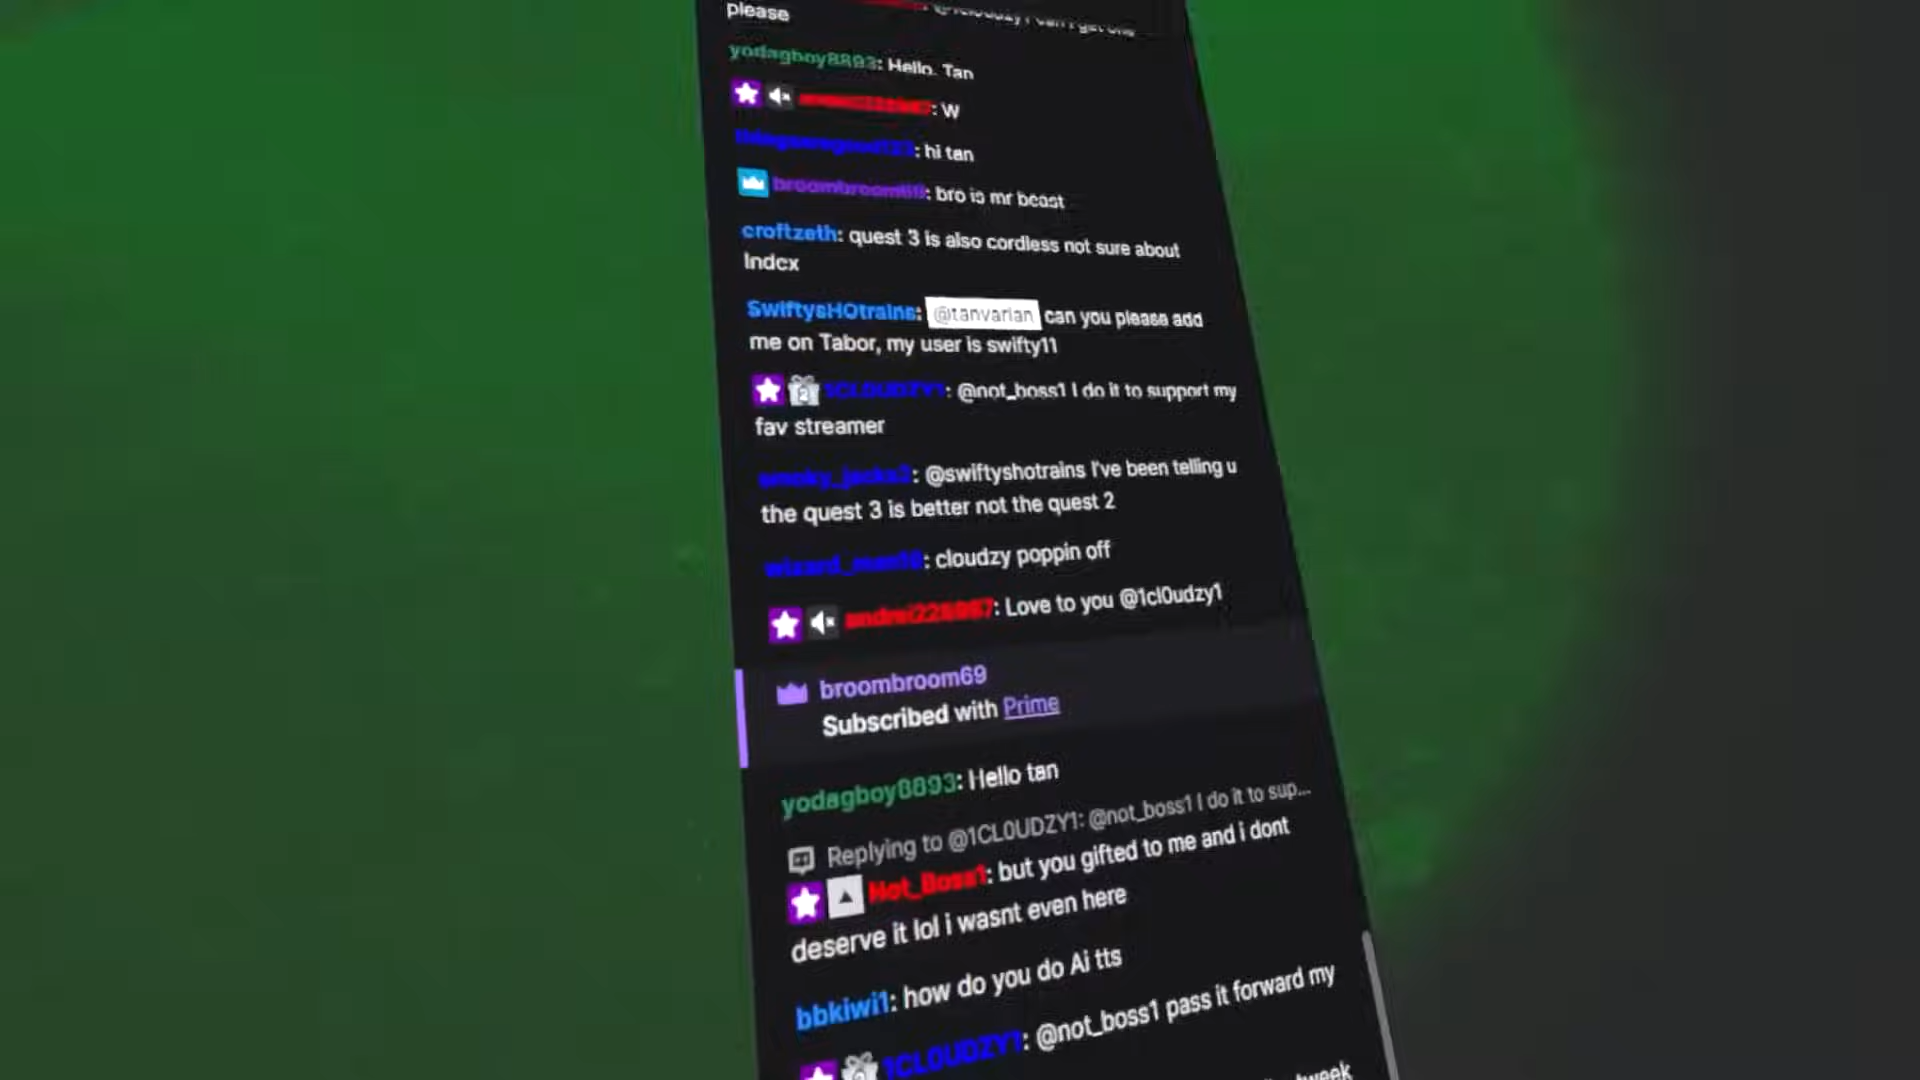 please
yodagboy8893: Hello. Tan
: W
: hi tan
broombroom69: bro is mr beast
croftzeth: quest 3 is also cordless not sure about
Index
SwiftysHOtrains: @tanvarian can you please add
me on Tabor, my user is swifty11
1CL0UDZY1: @not_boss1 I do it to support my
fav streamer
smoky_jacks2: @swiftyshotrains I've been telling u
the quest 3 is better not the quest 2
: cloudzy poppin off
: Love to you @1cl0udzy1
broombroom69
Subscribed with Prime
yodagboy8893: Hello tan
Replying to @1CL0UDZY1: @not_boss1 I do it to sup...
Not_Boss1: but you gifted to me and i dont
deserve it lol i wasnt even here
bbkiwi1: how do you do Ai tts
1CL0UDZY1: @not_boss1 pass it forward my